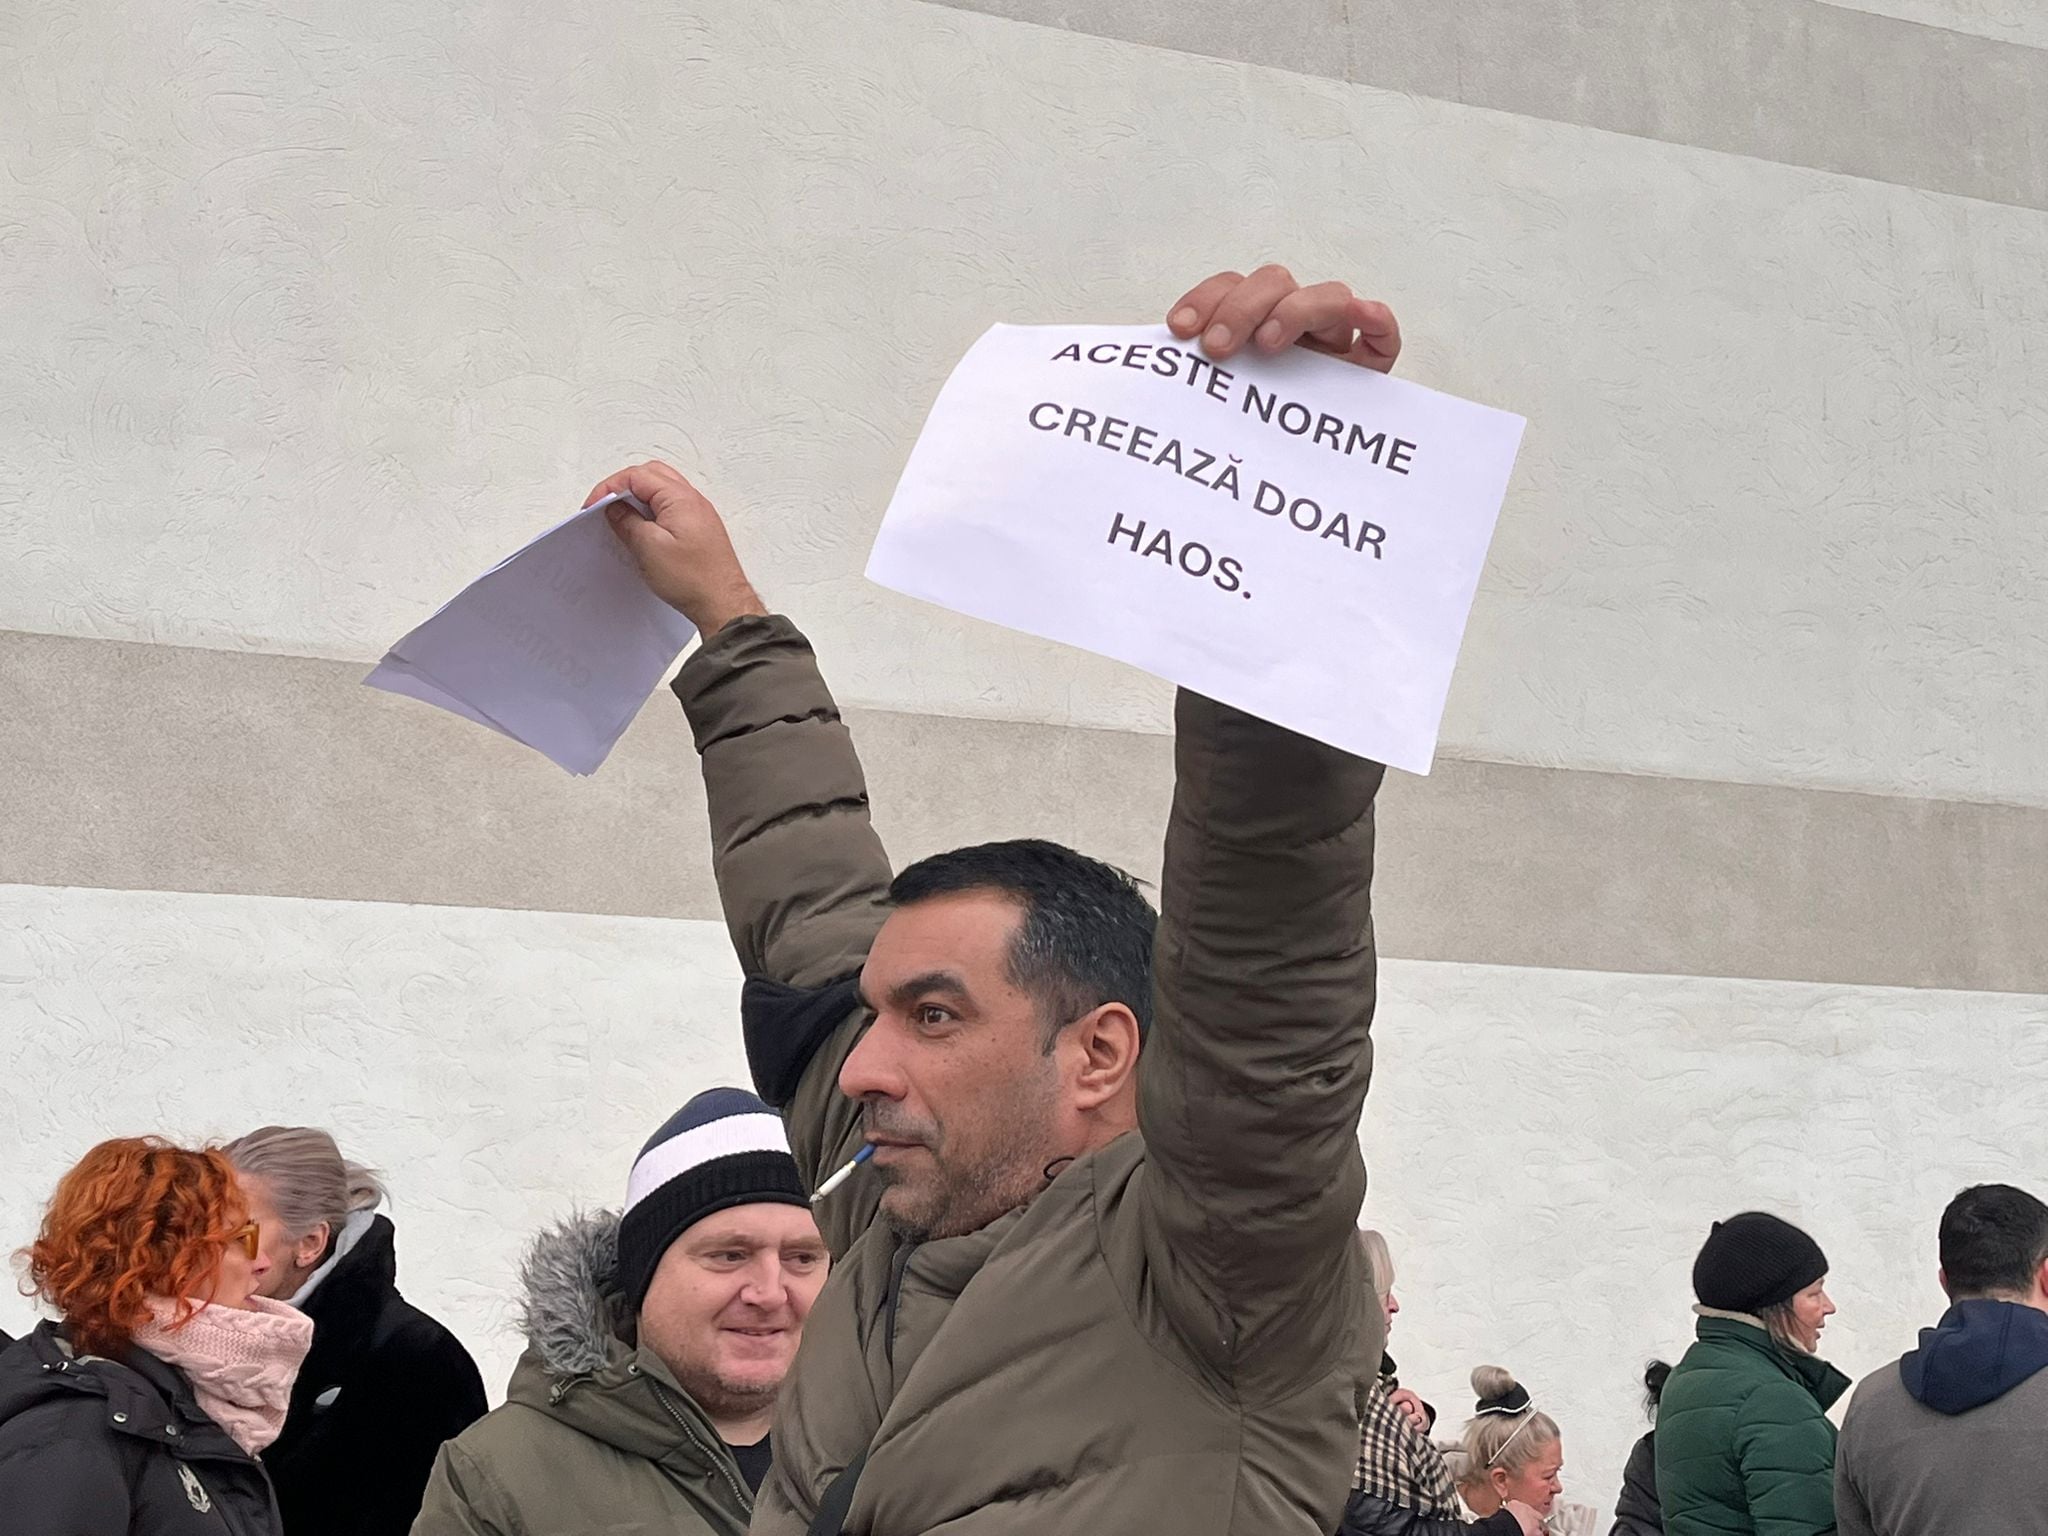 ACESTE NORME
CREEAZĂ DOAR
HAOS.